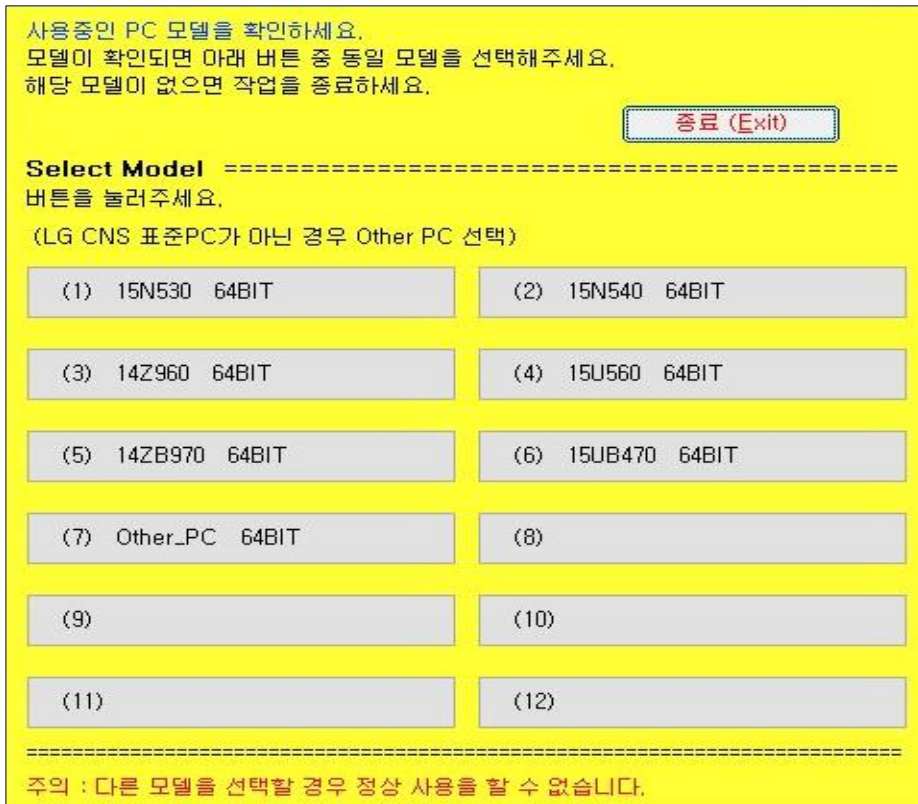 사용중인 PC 모델을 확인하세요.
모델이 확인되면 아래 버튼 중 동일 모델을 선택해주세요.
해당 모델이 없으면 작업을 종료하세요.
종료 (Exit)
Select Model ==========================================
버튼을 눌러주세요.
(LG CNS 표준PC가 아닌 경우 Other PC 선택)
(1) 15N530 64BIT
(2) 15N540 64BIT
(3) 14Z960 64BIT
(4) 15U560 64BIT
(5) 14ZB970 64BIT
(6) 15UB470 64BIT
(7) Other_PC 64BIT
(8)
(9)
(10)
(11)
(12)
==================================================================
주의 : 다른 모델을 선택할 경우 정상 사용을 할 수 없습니다.